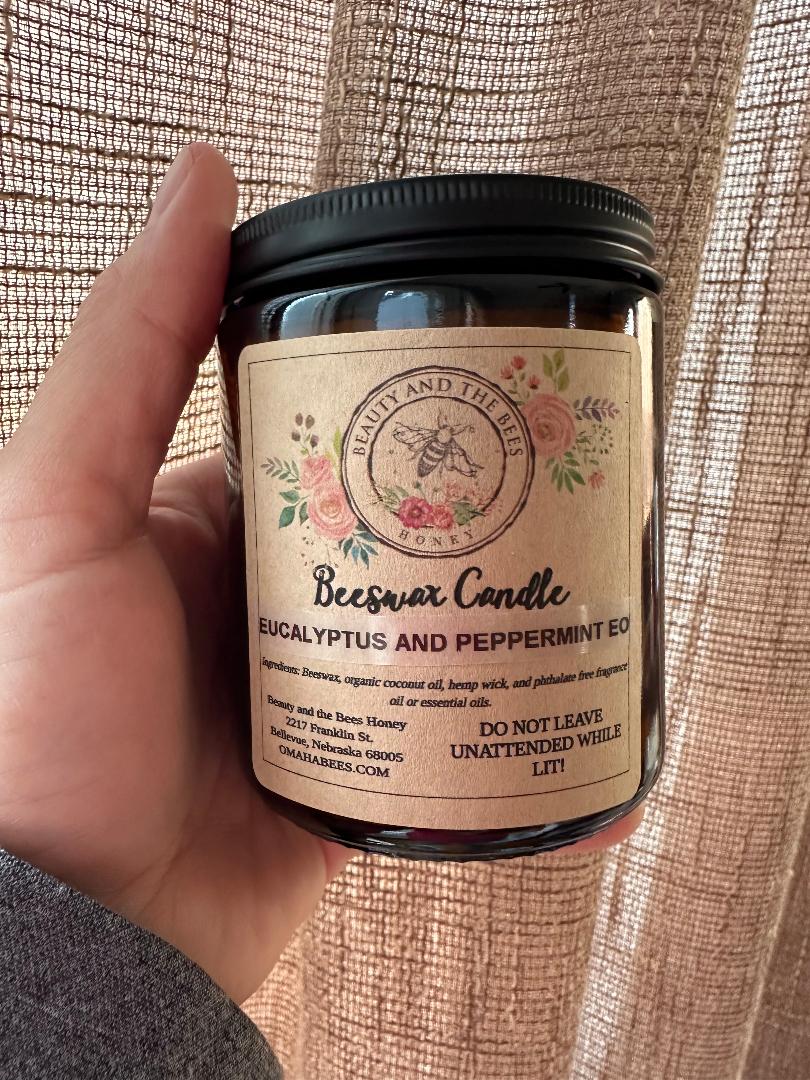 BEAUTY AND THE BEES
HONEY
Beeswax Candle
EUCALYPTUS AND PEPPERMINT EO
Ingredients: Beeswax, organic coconut oil, hemp wick, and phthalate free fragrance
oil or essential oils.
Beauty and the Bees Honey
2217 Franklin St.
Bellevue, Nebraska 68005
OMAHABEES.COM
DO NOT LEAVE
UNATTENDED WHILE
LIT!